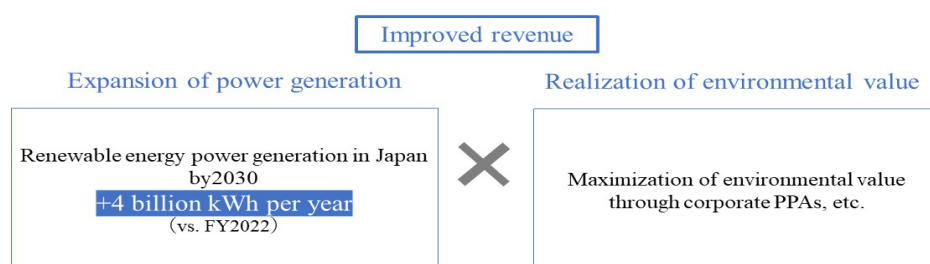 Improved revenue
Expansion of power generation
Realization of environmental value
Renewable energy power generation in Japan
by2030
+4 billion kWh per year
(vs. FY2022)
Maximization of environmental value
through corporate PPAs, etc.